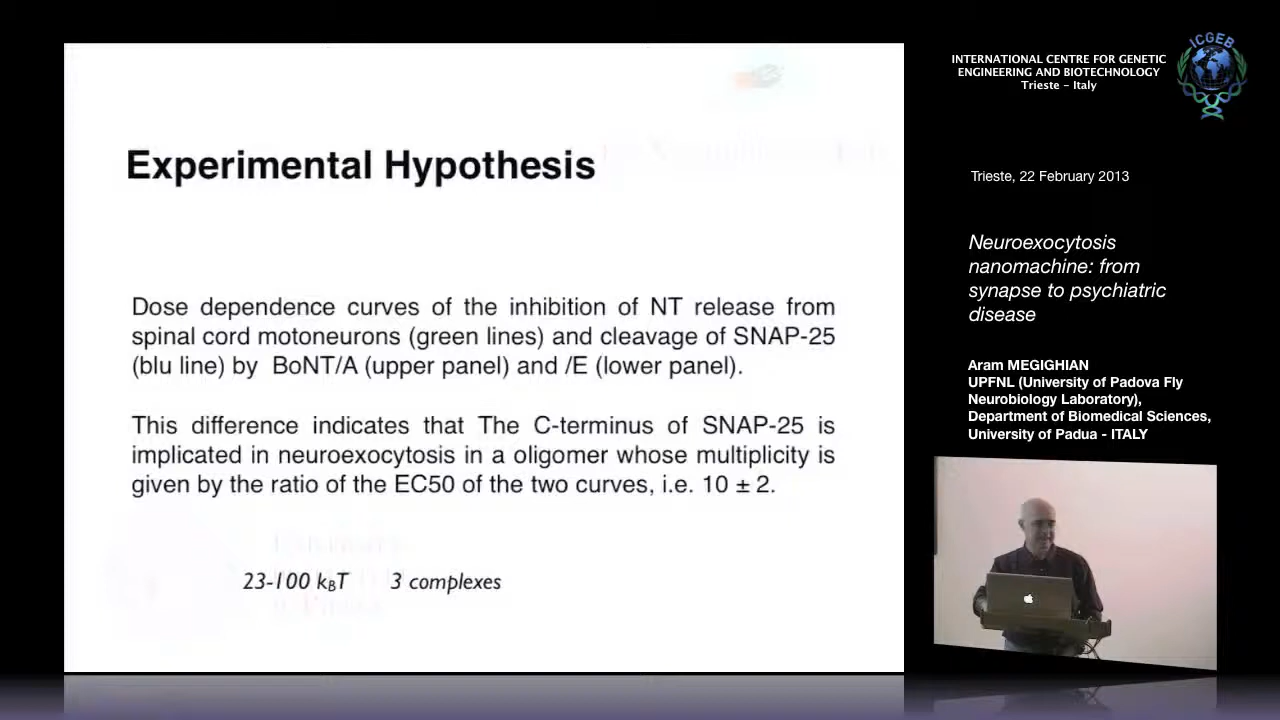 Experimental Hypothesis
Dose dependence curves of the inhibition of NT release from
spinal cord motoneurons (green lines) and cleavage of SNAP-25
(blu line) by BoNT/A (upper panel) and /E (lower panel).
This difference indicates that The C-terminus of SNAP-25 is
implicated in neuroexocytosis in a oligomer whose multiplicity is
given by the ratio of the EC50 of the two curves, i.e. 10 ± 2.
23-100 kBT 3 complexes
INTERNATIONAL CENTRE FOR GENETIC
ENGINEERING AND BIOTECHNOLOGY
Trieste - Italy
ICGEB
Trieste, 22 February 2013
Neuroexocytosis
nanomachine: from
synapse to psychiatric
disease
Aram MEGIGHIAN
UPFNL (University of Padova Fly
Neurobiology Laboratory),
Department of Biomedical Sciences,
University of Padua - ITALY